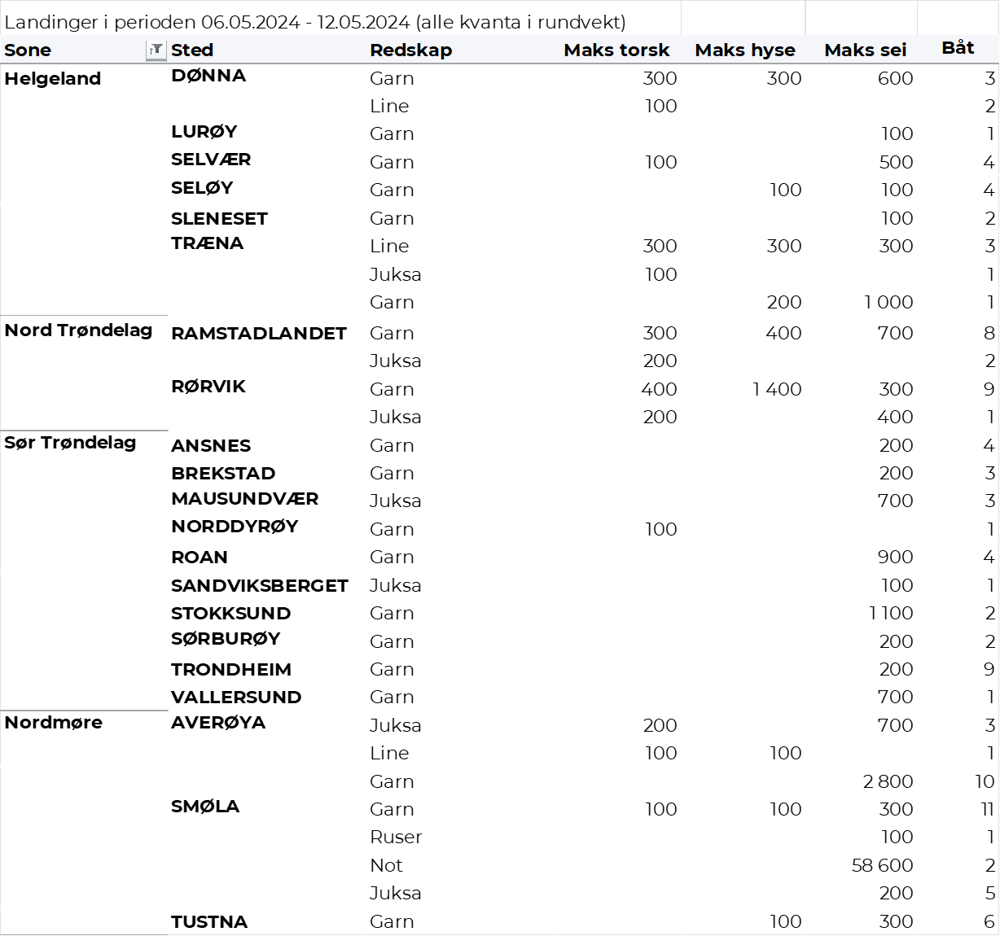 Landinger i perioden 06.05.2024 - 12.05.2024 (alle kvanta i rundvekt)
Sone Sted Redskap Maks torsk Maks hyse Maks sei Båt
Helgeland DØNNA Garn 300 300 600 3
Line 100 2
LURØY Garn 100 1
SELVÆR Garn 100 500 4
SELØY Garn 100 100 4
SLENESET Garn 100 2
TRÆNA Line 300 300 300 3
Juksa 100 1
Garn 200 1 000 1
Nord Trøndelag RAMSTADLANDET Garn 300 400 700 8
Juksa 200 2
RØRVIK Garn 400 1 400 300 9
Juksa 200 400 1
Sør Trøndelag ANSNES Garn 200 4
BREKSTAD Garn 200 3
MAUSUNDVÆR Juksa 700 3
NORDDYRØY Garn 100 1
ROAN Garn 900 4
SANDVIKSBERGET Juksa 100 1
STOKKSUND Garn 1 100 2
SØRBURØY Garn 200 2
TRONDHEIM Garn 200 9
VALLERSUND Garn 700 1
Nordmøre AVERØYA Juksa 200 700 3
Line 100 100 1
Garn 2 800 10
SMØLA Garn 100 100 300 11
Ruser 100 1
Not 58 600 2
Juksa 200 5
TUSTNA Garn 100 300 6